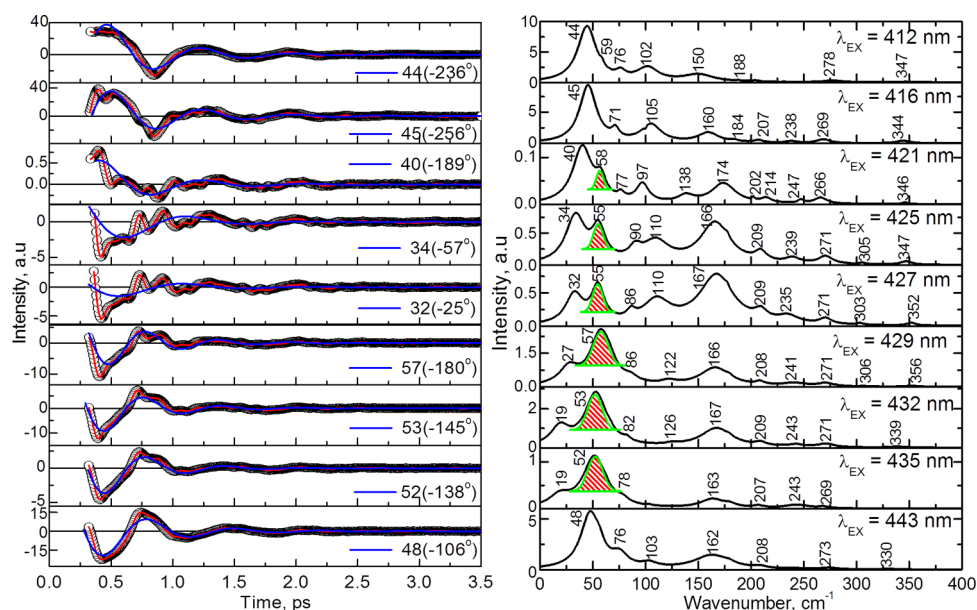 Intensity, a.u
40
20
0
44(-236°)
40
0
45(-256°)
0.5
0.0
40(-189°)
0
5
34(-57°)
0
-5
32(-25°)
0
-10
57(-180°)
0
-10
53(-145°)
0
-5
52(-138°)
15
0
-15
48(-106°)
0.0 0.5 1.0 1.5 2.0 2.5 3.0 3.5
Time, ps
Intensity, a.u
10
5
0
44 59 76 102 150 188 278 347
λEX = 412 nm
5
0
45 71 105 160 184 207 238 269 344
λEX = 416 nm
0.1
0.0
40 58 77 97 138 174 202 214 247 266 346
λEX = 421 nm
0.5
0.0
34 55 90 110 166 209 239 271 305 347
λEX = 425 nm
0.5
0.0
32 55 86 110 167 209 235 271 303 352
λEX = 427 nm
1.5
0.0
27 57 86 122 166 208 241 271 306 356
λEX = 429 nm
2
0
19 53 82 126 167 209 243 271 339
λEX = 432 nm
1
0
19 52 78 163 207 243 269
λEX = 435 nm
5
0
48 76 103 162 208 273 330
λEX = 443 nm
0 50 100 150 200 250 300 350 400
Wavenumber, cm-1